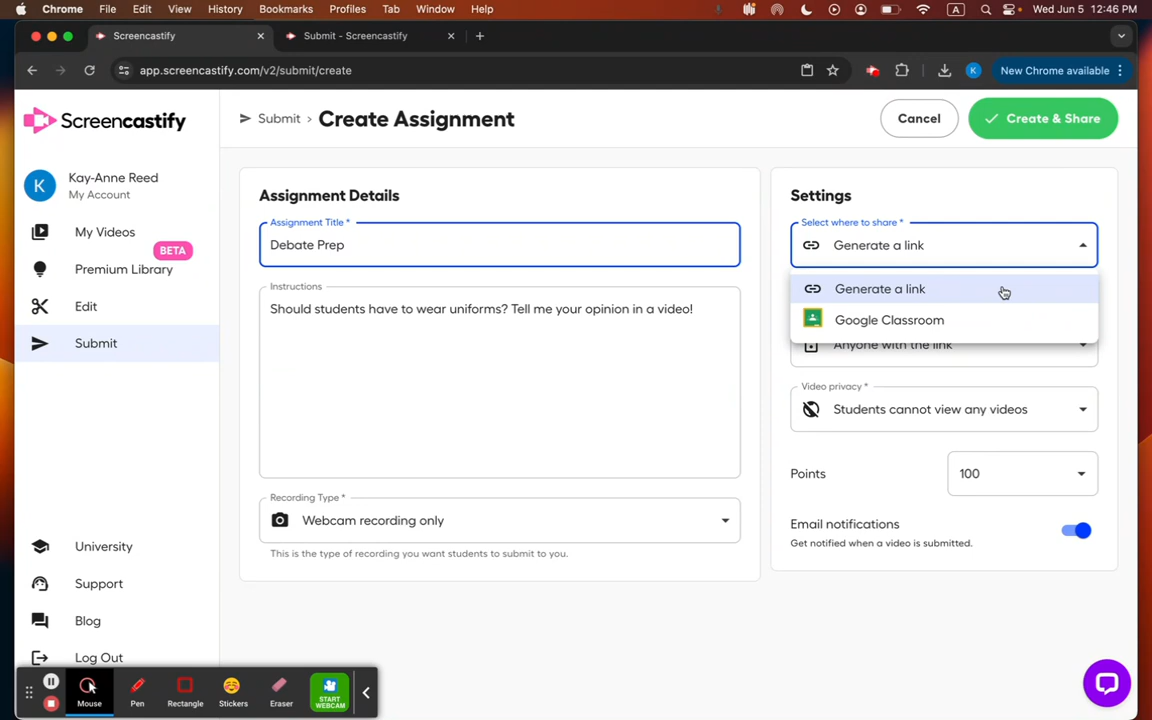 Chrome File Edit View History Bookmarks Profiles Tab Window Help A Wed Jun 5 12:46 PM
Screencastify Submit - Screencastify
app.screencastify.com/v2/submit/create K New Chrome available
Screencastify
Submit › Create Assignment
Cancel
Create & Share
K
Kay-Anne Reed
My Account
My Videos
BETA
Premium Library
Edit
Submit
University
Support
Blog
Log Out
Assignment Details
Assignment Title *
Debate Prep
Instructions
Should students have to wear uniforms? Tell me your opinion in a video!
Recording Type *
Webcam recording only
This is the type of recording you want students to submit to you.
Settings
Select where to share *
Generate a link
Generate a link
Google Classroom
Anyone with the link
Video privacy *
Students cannot view any videos
Points 100
Email notifications
Get notified when a video is submitted.
Mouse Pen Rectangle Stickers Eraser START
WEBCAM